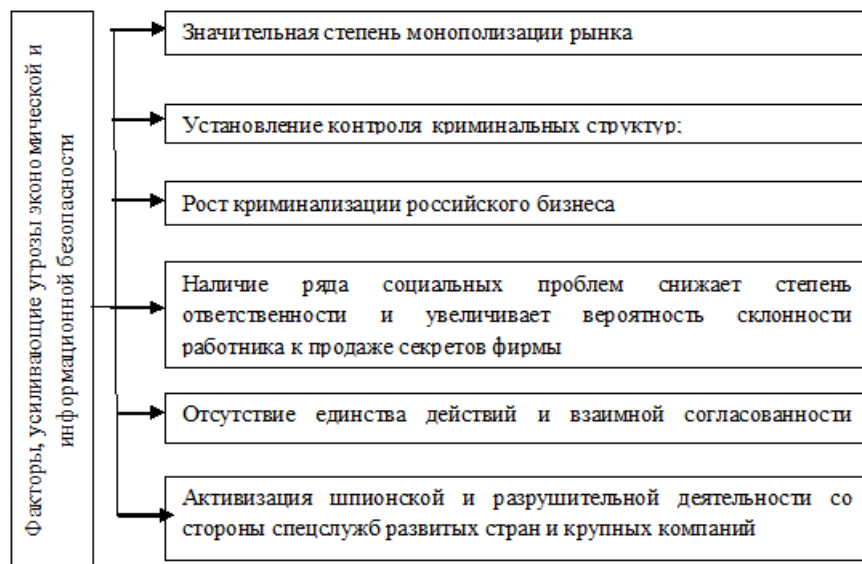 Факторы, усиливающие угрозы экономической и
информационной безопасности
Значительная степень монополизации рынка
Установление контроля криминальных структур;
Рост криминализации российского бизнеса
Наличие ряда социальных проблем снижает степень
ответственности и увеличивает вероятность склонности
работника к продаже секретов фирмы
Отсутствие единства действий и взаимной согласованности
Активизация шпионской и разрушительной деятельности со
стороны спецслужб развитых стран и крупных компаний